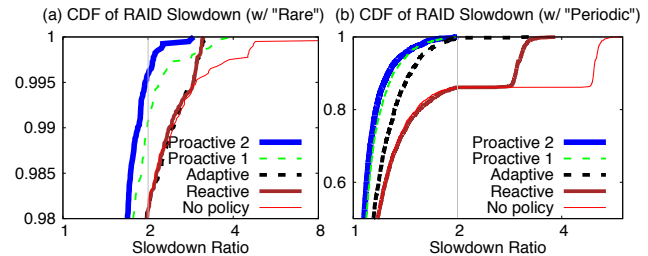 (a) CDF of RAID Slowdown (w/ "Rare")
1
0.995
0.99
0.985
0.98
Proactive 2
Proactive 1
Adaptive
Reactive
No policy
1 2 4 8
Slowdown Ratio
(b) CDF of RAID Slowdown (w/ "Periodic")
1
0.8
0.6
Proactive 2
Proactive 1
Adaptive
Reactive
No policy
1 2 4
Slowdown Ratio